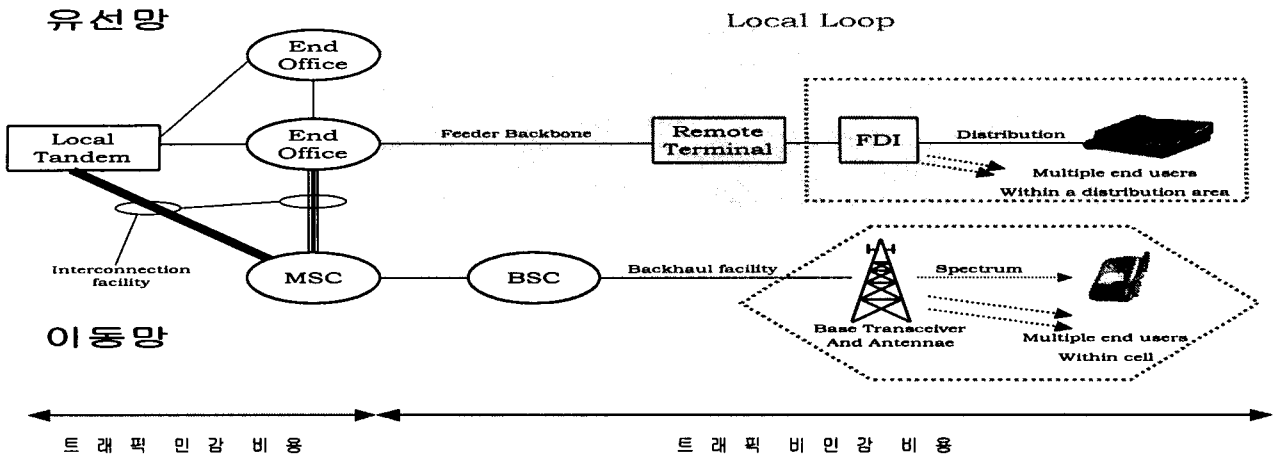 유선망
Local Loop
End
Office
Local
Tandem
End
Office
Feeder Backbone
Remote
Terminal
FDI
Distribution
Multiple end users
Within a distribution area
Interconnection
facility
MSC
BSC
Backhaul facility
Spectrum
Base Transceiver
And Antennae
Multiple end users
Within cell
이동망
트래픽 민감 비용
트래픽 비민감 비용